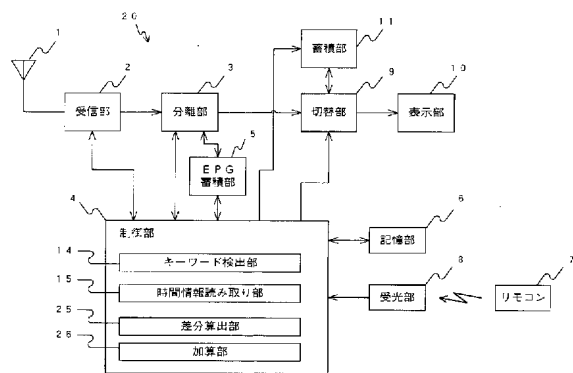 1
20
2
3
11
蓄積部
9
10
受信部
分離部
切替部
表示部
5
EPG
蓄積部
4
制御部
6
記憶部
14
キーワード検出部
15
時間情報読み取り部
8
7
受光部
リモコン
25
差分算出部
26
加算部